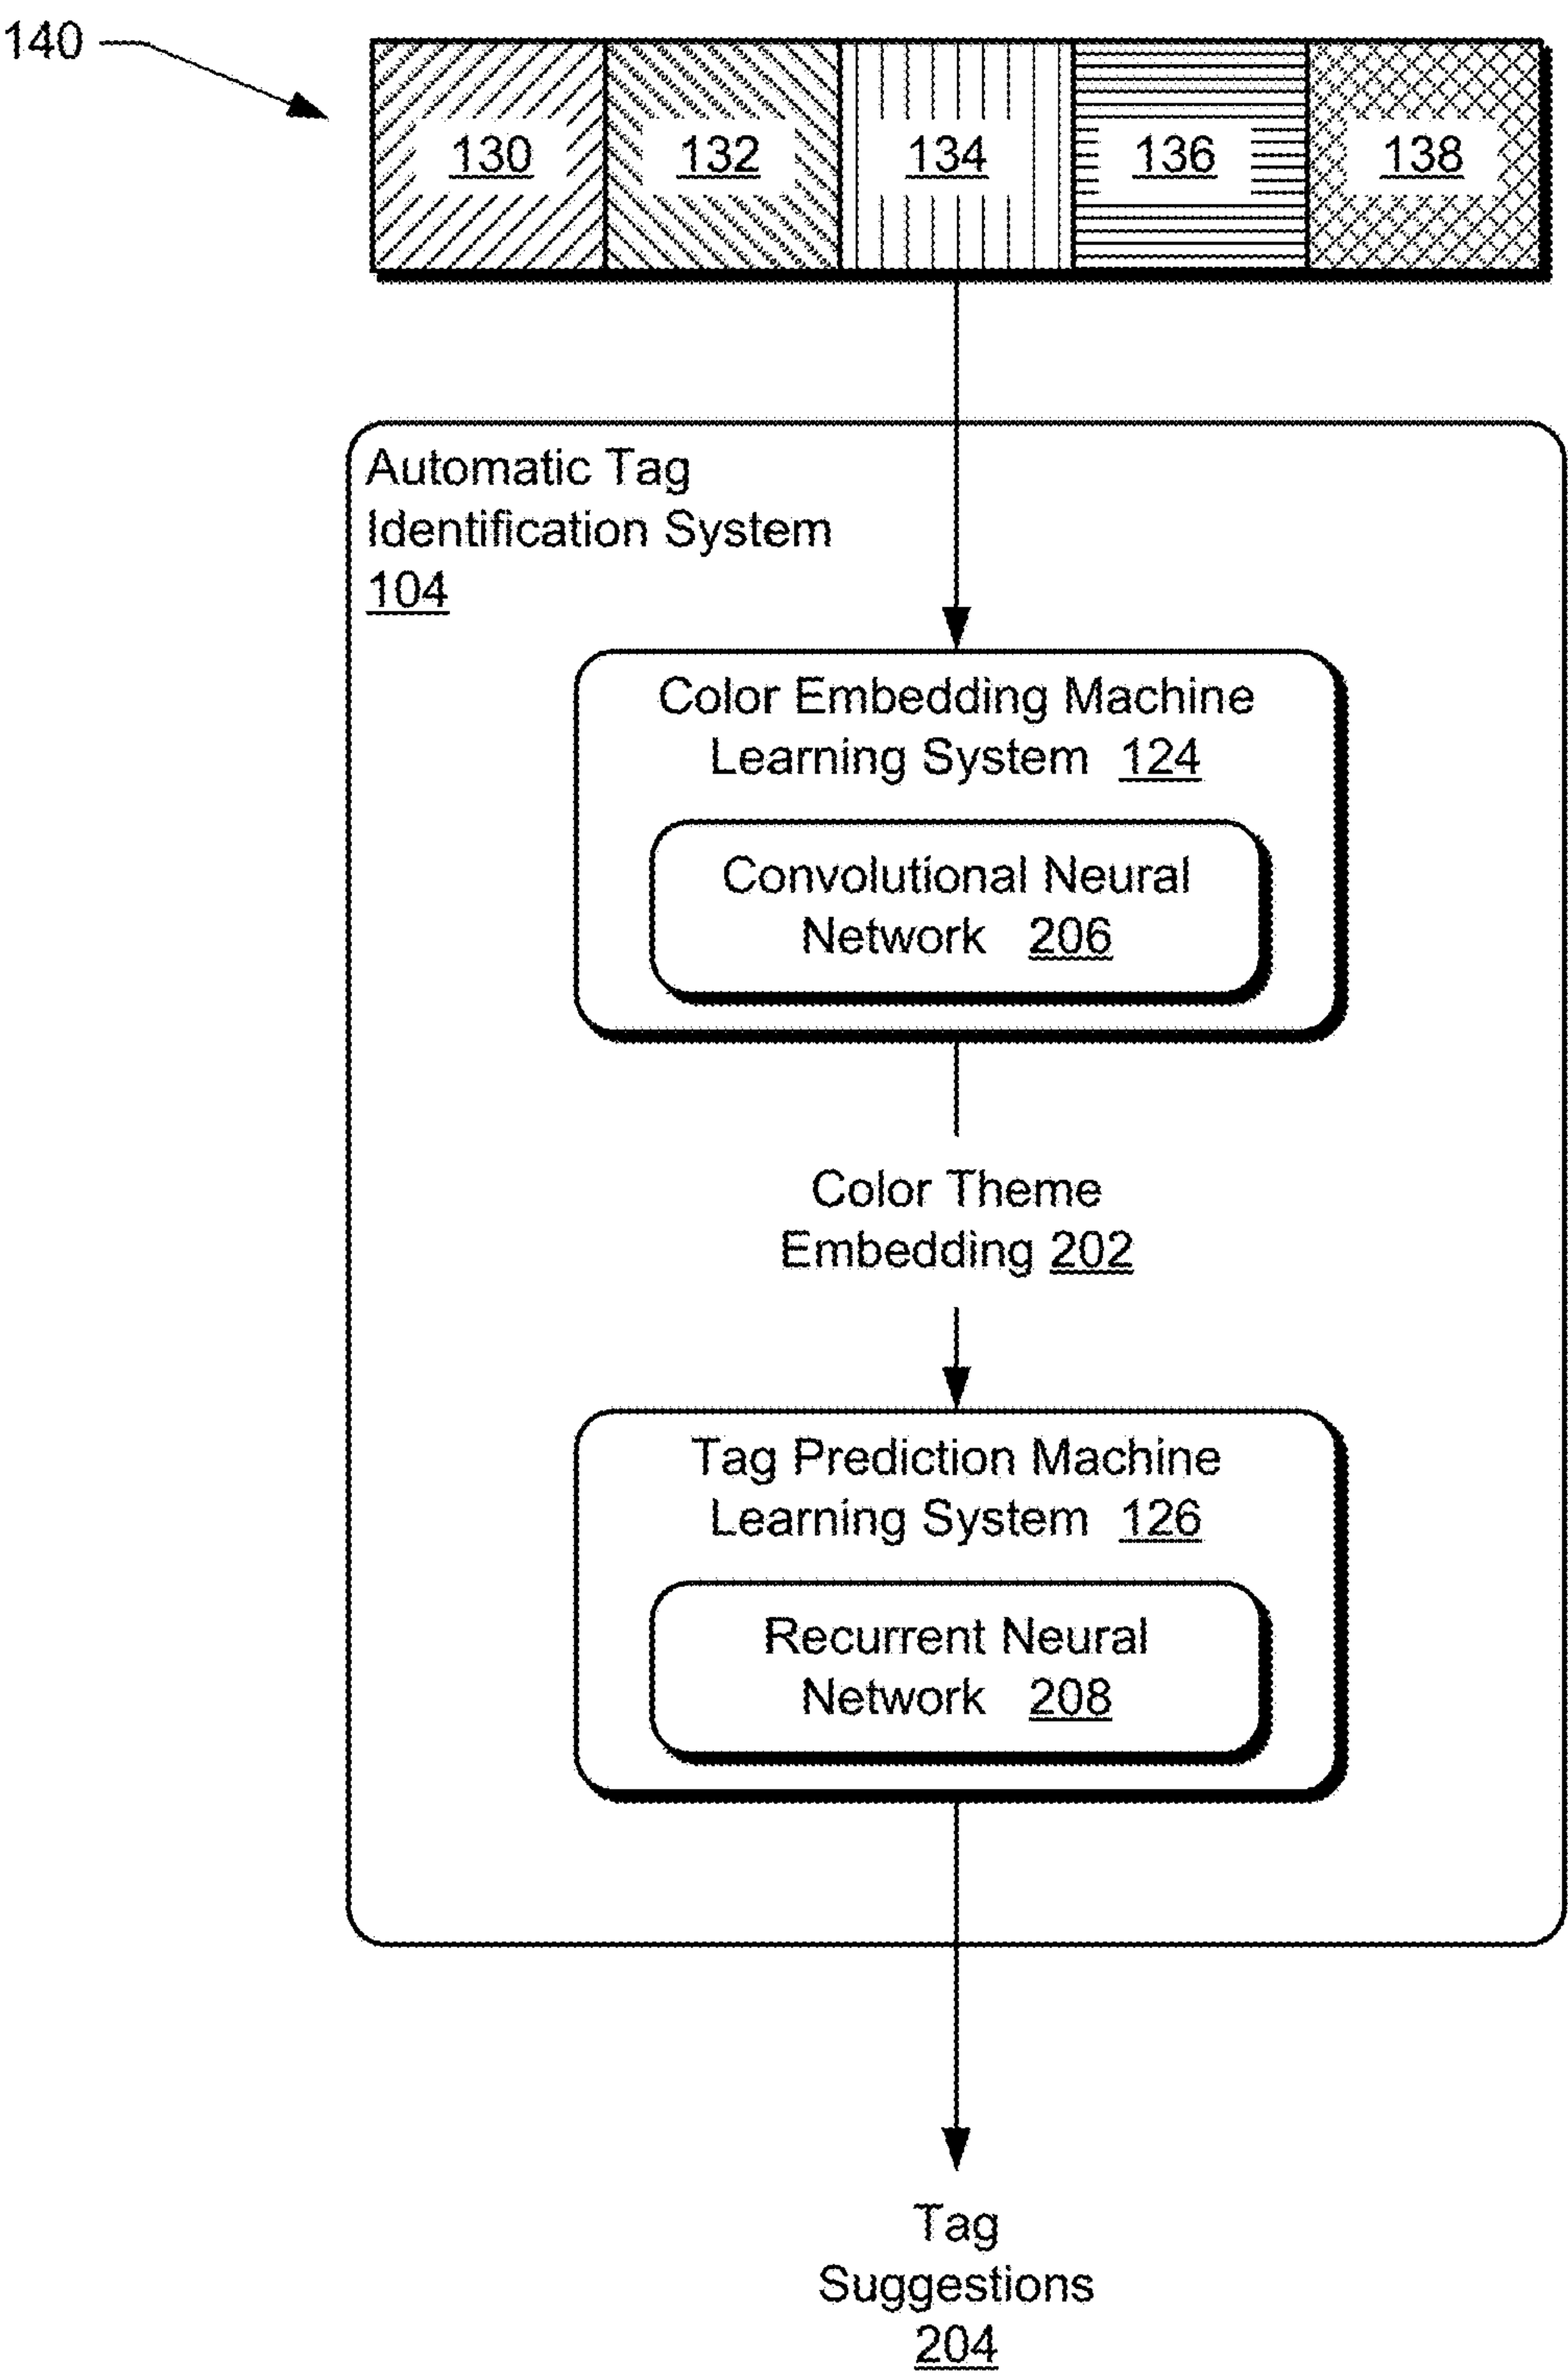 140
130 132 134 136 138
Automatic Tag
Identification System
104
Color Embedding Machine
Learning System 124
Convolutional Neural
Network 206
Color Theme
Embedding 202
Tag Prediction Machine
Learning System 126
Recurrent Neural
Network 208
Tag
Suggestions
204